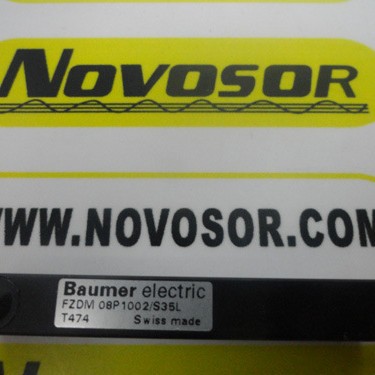 NOVOSOR
WWW.NOVOSOR.COM
Baumer electric
FZDM 08P1002/S35L
T474 Swiss made